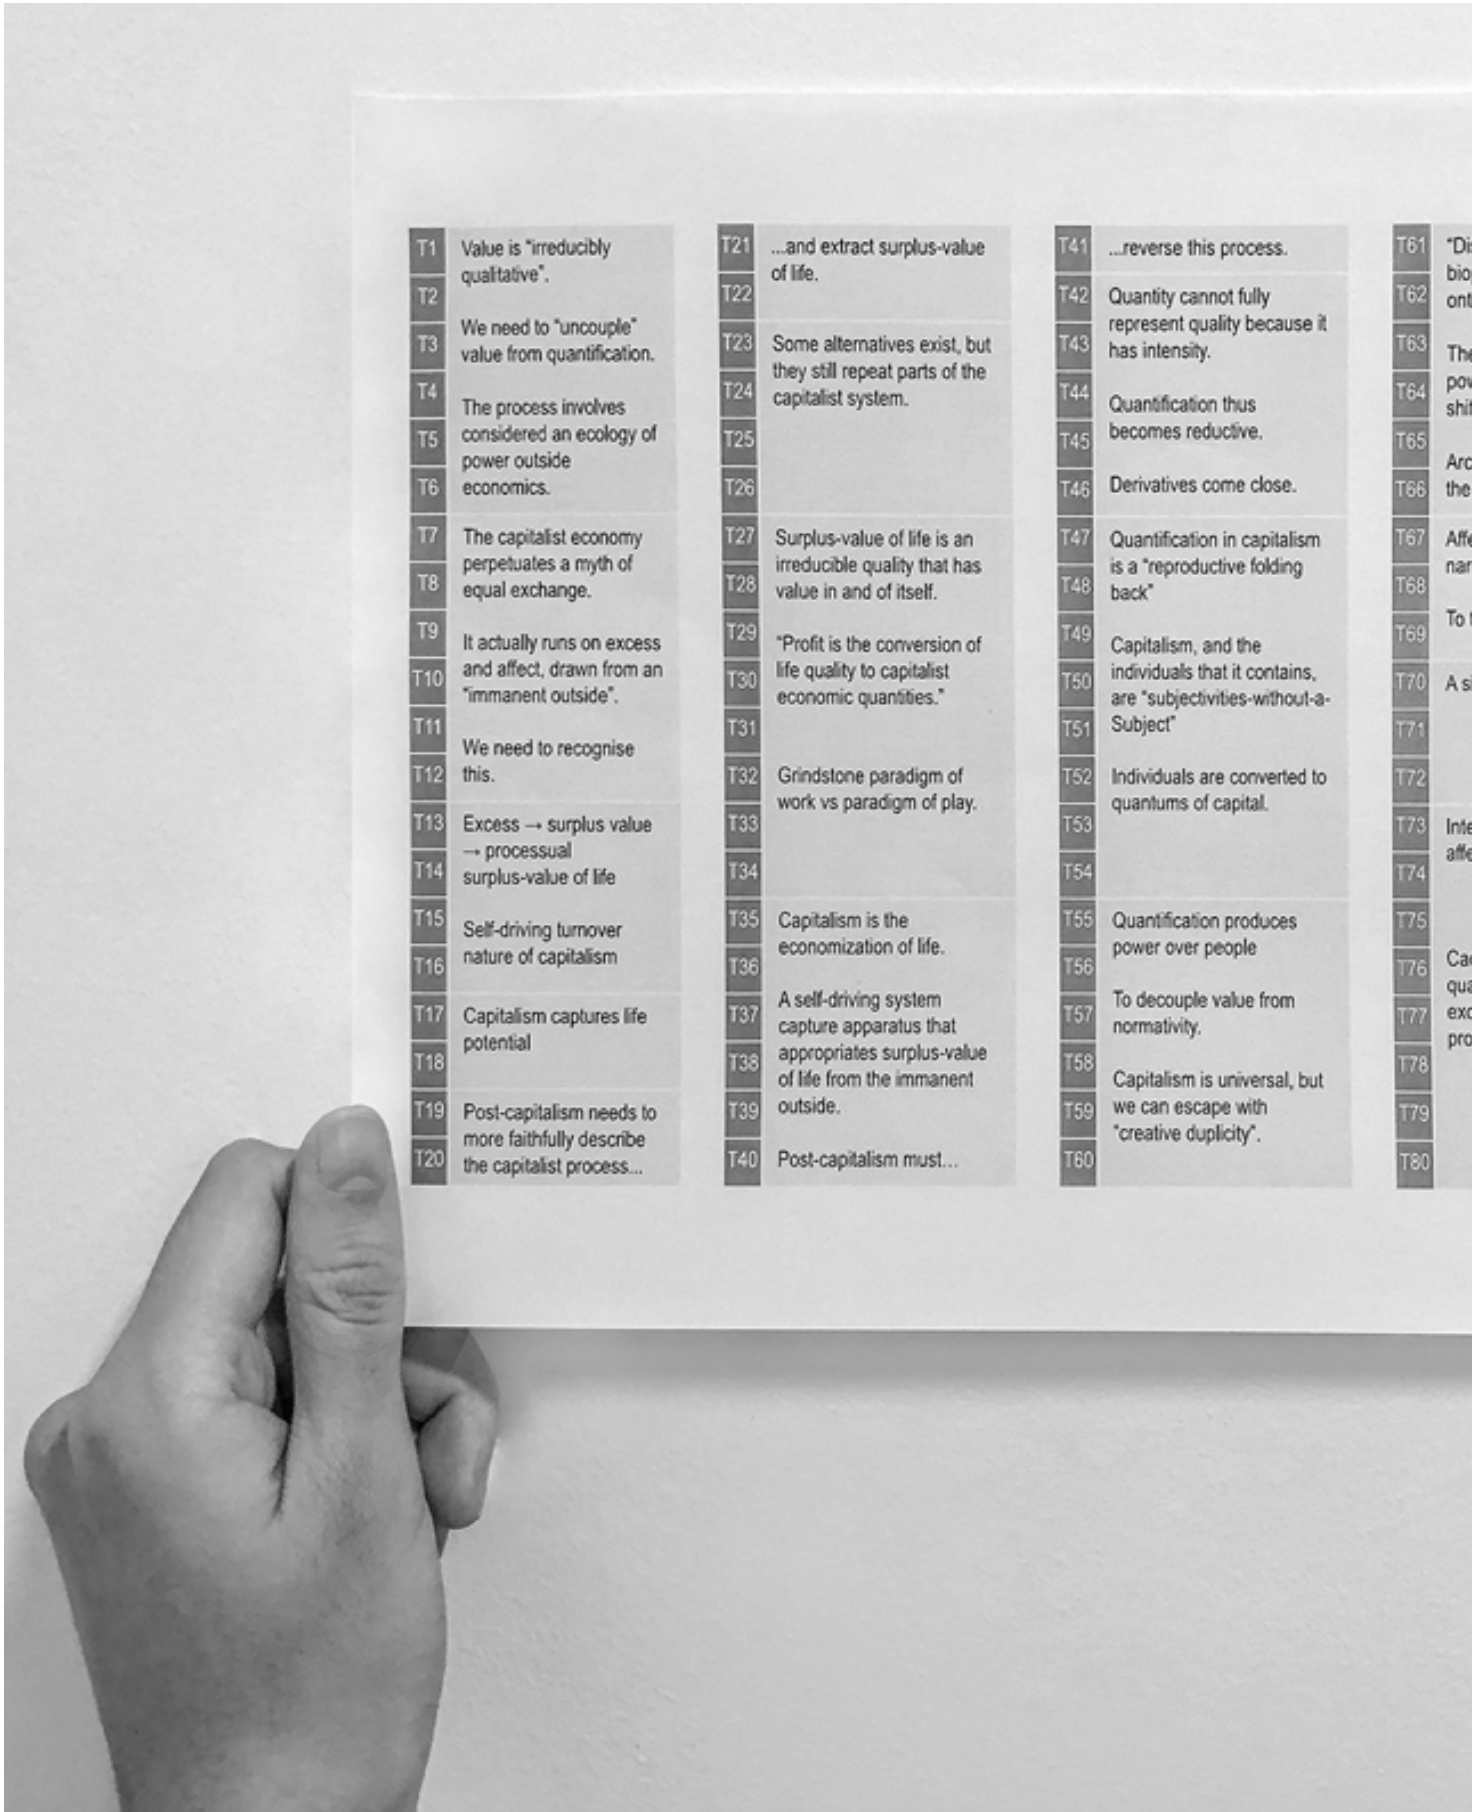 T1
T2
T3
T4
T5
T6
T7
T8
T9
T10
T11
T12
T13
T14
T15
T16
T17
T18
T19
T20
Value is “irreducibly
qualitative”.
We need to “uncouple”
value from quantification.
The process involves
considered an ecology of
power outside
economics.
The capitalist economy
perpetuates a myth of
equal exchange.
It actually runs on excess
and affect, drawn from an
“immanent outside”.
We need to recognise
this.
Excess → surplus value
→ processual
surplus-value of life
Self-driving turnover
nature of capitalism
Capitalism captures life
potential
Post-capitalism needs to
more faithfully describe
the capitalist process...
T21
T22
T23
T24
T25
T26
T27
T28
T29
T30
T31
T32
T33
T34
T35
T36
T37
T38
T39
T40
...and extract surplus-value
of life.
Some alternatives exist, but
they still repeat parts of the
capitalist system.
Surplus-value of life is an
irreducible quality that has
value in and of itself.
“Profit is the conversion of
life quality to capitalist
economic quantities.”
Grindstone paradigm of
work vs paradigm of play.
Capitalism is the
economization of life.
A self-driving system
capture apparatus that
appropriates surplus-value
of life from the immanent
outside.
Post-capitalism must...
T41
T42
T43
T44
T45
T46
T47
T48
T49
T50
T51
T52
T53
T54
T55
T56
T57
T58
T59
T60
...reverse this process.
Quantity cannot fully
represent quality because it
has intensity.
Quantification thus
becomes reductive.
Derivatives come close.
Quantification in capitalism
is a “reproductive folding
back”
Capitalism, and the
individuals that it contains,
are “subjectivities-without-a-
Subject”
Individuals are converted to
quantums of capital.
Quantification produces
power over people
To decouple value from
normativity.
Capitalism is universal, but
we can escape with
“creative duplicity”.
T61
T62
T63
T64
T65
T66
T67
T68
T69
T70
T71
T72
T73
T74
T75
T76
T77
T78
T79
T80
the
To
A